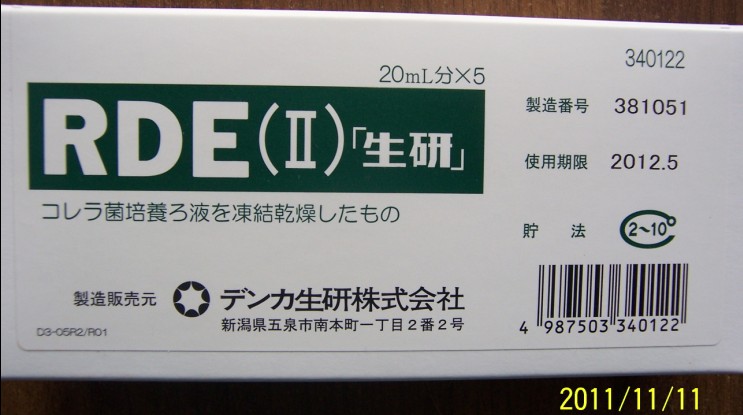 340122
20mL分×5
RDE(Ⅱ)「生研」
製造番号 381051
使用期限 2012.5
コレラ菌培養ろ液を凍結乾燥したもの
貯 法 2~10°
製造販売元 デンカ生研株式会社
新潟県五泉市南本町一丁目2番2号
4 987503 340122
D3-05R2/R01
2011/11/11